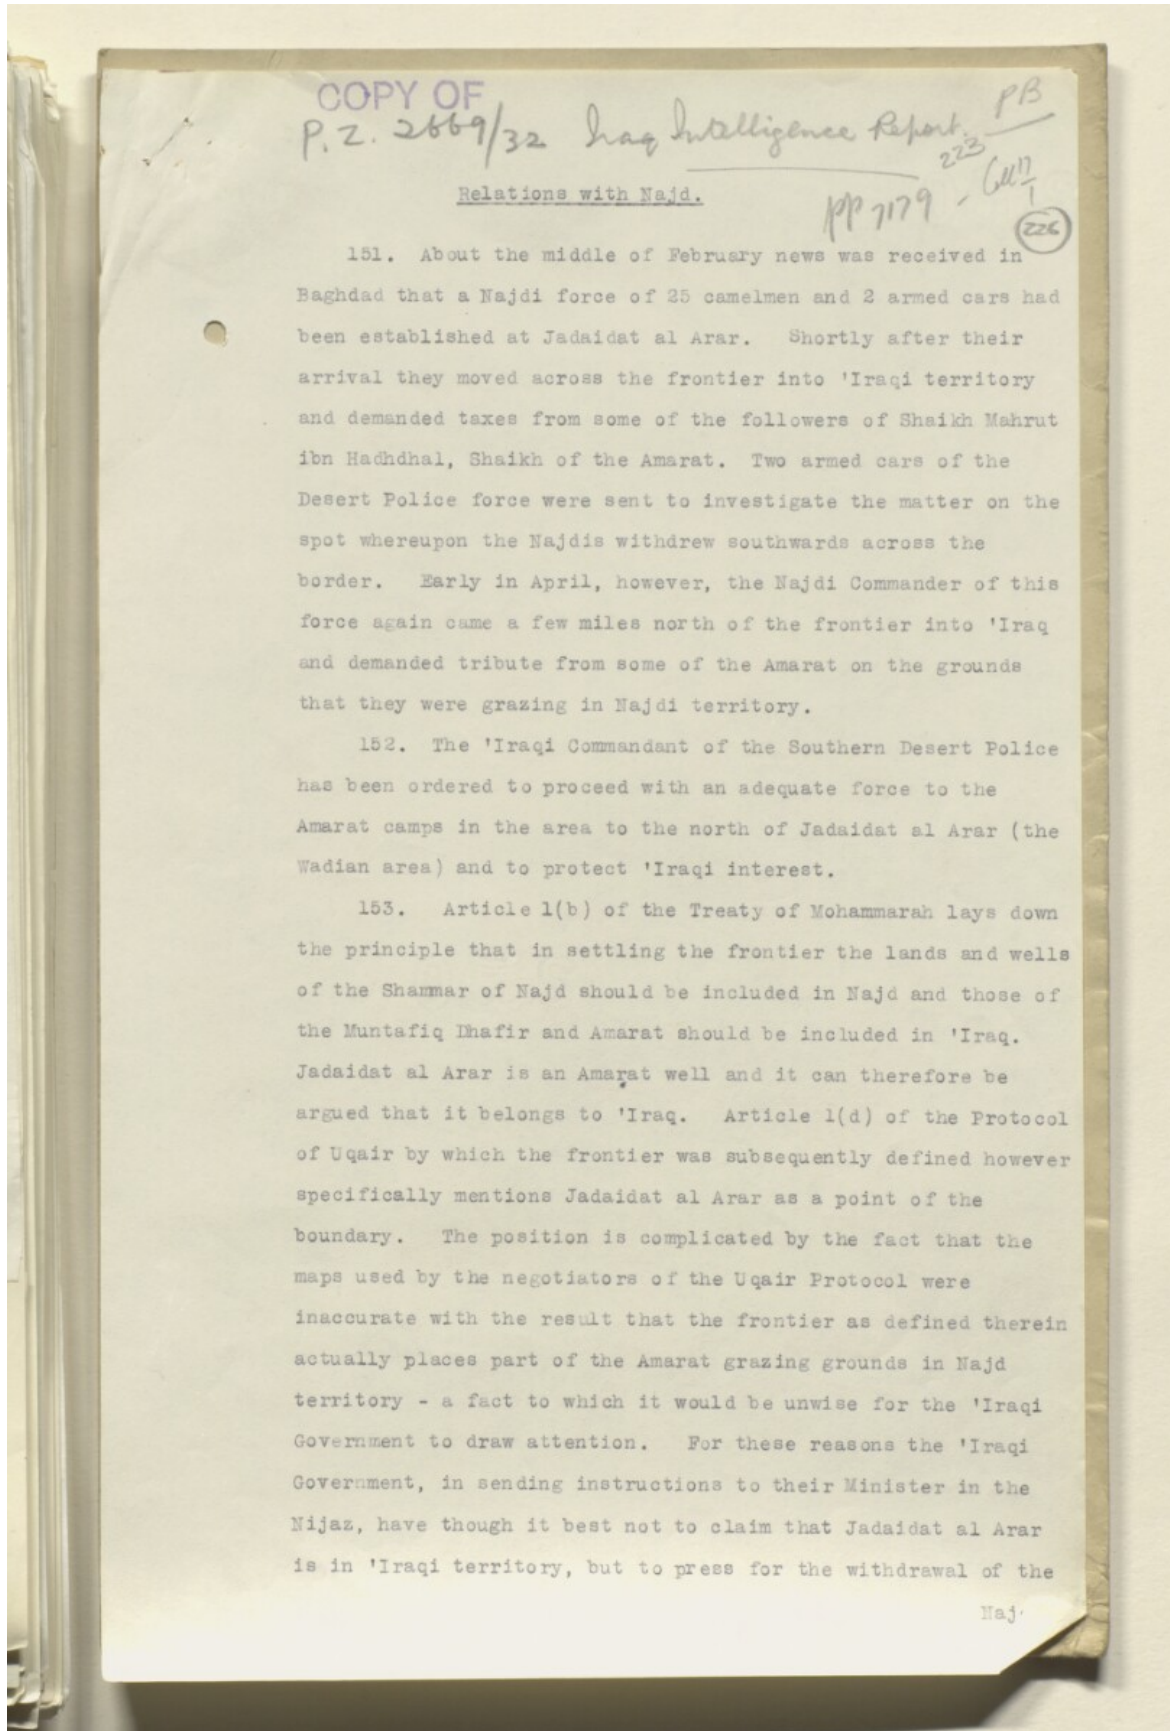 COPY OF
P.Z. 2669/32 Iraq Intelligence Report.
PB
223
PP 7179 -
226
Relations with Najd.
151. About the middle of February news was received in
Baghdad that a Najdi force of 25 camelmen and 2 armed cars had
been established at Jadaidat al Arar. Shortly after their
arrival they moved across the frontier into 'Iraqi territory
and demanded taxes from some of the followers of Shaikh Mahrut
ibn Hadhdhal, Shaikh of the Amarat. Two armed cars of the
Desert Police force were sent to investigate the matter on the
spot whereupon the Najdis withdrew southwards across the
border. Early in April, however, the Najdi Commander of this
force again came a few miles north of the frontier into 'Iraq
and demanded tribute from some of the Amarat on the grounds
that they were grazing in Najdi territory.
152. The 'Iraqi Commandant of the Southern Desert Police
has been ordered to proceed with an adequate force to the
Amarat camps in the area to the north of Jadaidat al Arar (the
Wadian area) and to protect 'Iraqi interest.
153. Article 1(b) of the Treaty of Mohammarah lays down
the principle that in settling the frontier the lands and wells
of the Shammar of Najd should be included in Najd and those of
the Muntafiq Dhafir and Amarat should be included in 'Iraq.
Jadaidat al Arar is an Amarat well and it can therefore be
argued that it belongs to 'Iraq. Article 1(d) of the Protocol
of Uqair by which the frontier was subsequently defined however
specifically mentions Jadaidat al Arar as a point of the
boundary. The position is complicated by the fact that the
maps used by the negotiators of the Uqair Protocol were
inaccurate with the result that the frontier as defined therein
actually places part of the Amarat grazing grounds in Najd
territory - a fact to which it would be unwise for the 'Iraqi
Government to draw attention. For these reasons the 'Iraqi
Government, in sending instructions to their Minister in the
Nijaz, have though it best not to claim that Jadaidat al Arar
is in 'Iraqi territory, but to press for the withdrawal of the
Naj